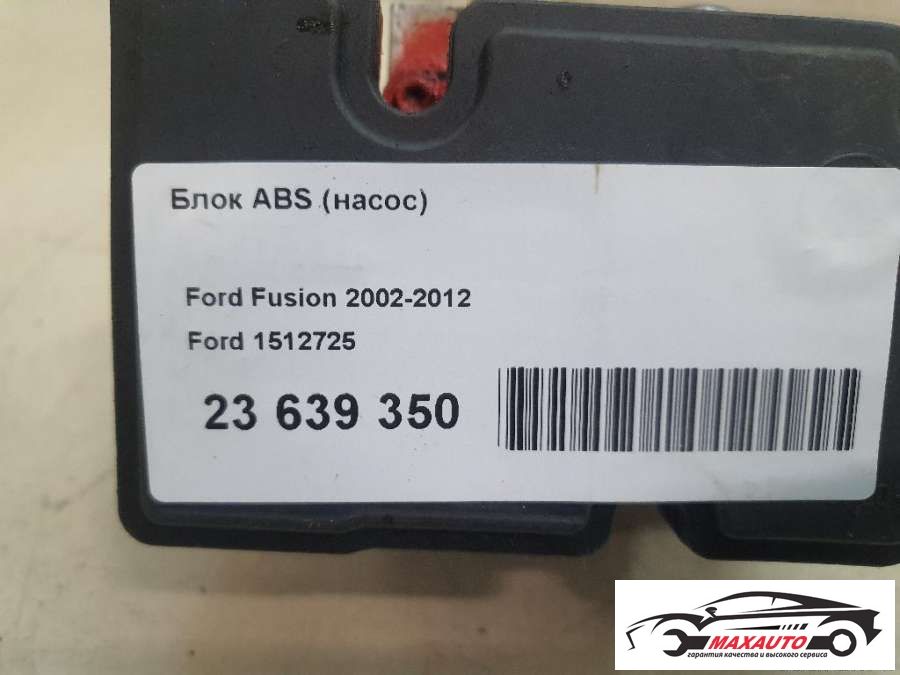 Блок ABS (насос)
Ford Fusion 2002-2012
Ford 1512725
23 639 350
MAXAUTO
гарантия качества и высокого сервиса